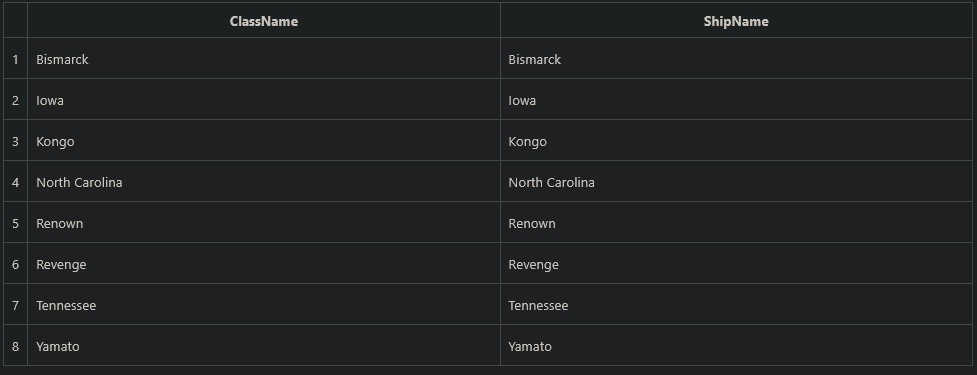 ClassName ShipName
1 Bismarck Bismarck
2 Iowa Iowa
3 Kongo Kongo
4 North Carolina North Carolina
5 Renown Renown
6 Revenge Revenge
7 Tennessee Tennessee
8 Yamato Yamato